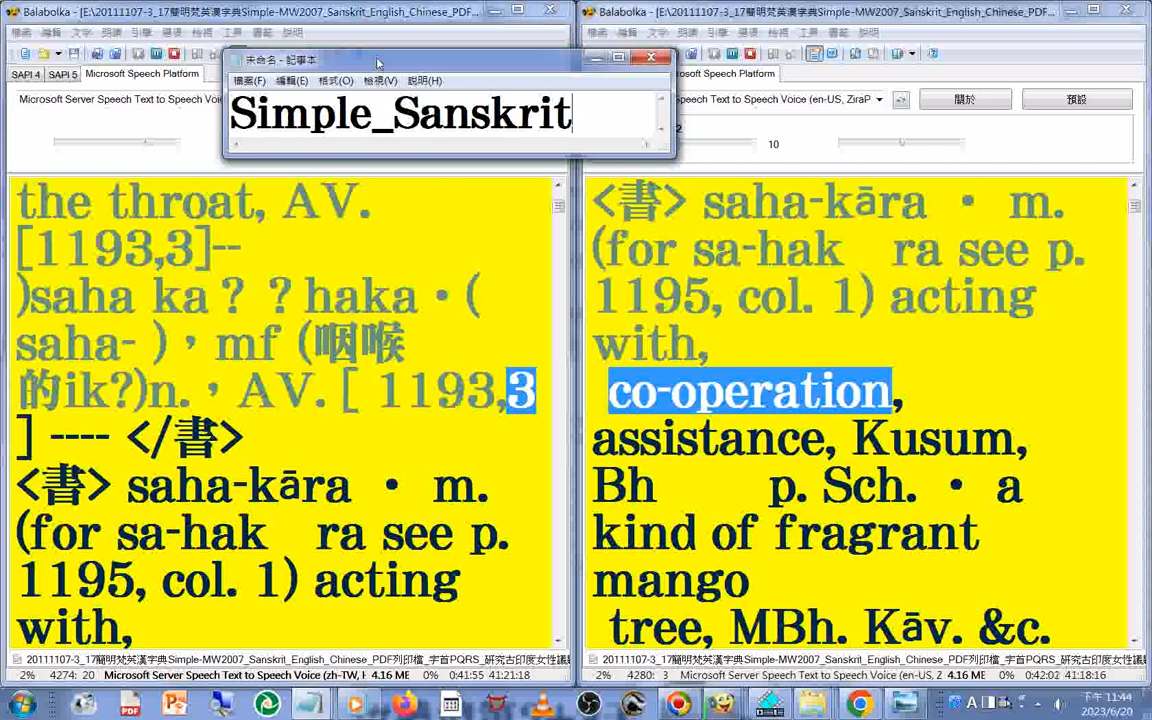 Balabolka - [E:\20111107-3_17簡明梵英漢字典Simple-MW2007_Sanskrit_English_Chinese_PDF...
Balabolka - [E:\20111107-3_17簡明梵英漢字典Simple-MW2007_Sanskrit_English_Chinese_PDF...
未命名 - 記事本
檔案(F) 編輯(E) 格式(O) 檢視(V) 說明(H)
Simple_Sanskrit
SAPI 4 SAPI 5 Microsoft Speech Platform
Speech Platform
Microsoft Server Speech Text to Speech Voi
Speech Text to Speech Voice (en-US, ZiraP
關於
預設
2
10
the throat, AV.
[1193,3]--
)saha ka？？haka・(
saha- )，mf (咽喉
的ik?)n.，AV. [ 1193,3
] ---- </書>
<書> saha-kāra ・ m.
(for sa-hak ra see p.
1195, col. 1) acting
with,
<書> saha-kāra ・ m.
(for sa-hak ra see p.
1195, col. 1) acting
with,
co-operation,
assistance, Kusum,
Bh p. Sch. ・ a
kind of fragrant
mango
tree, MBh. Kāv. &c.
20111107-3_17簡明梵英漢字典Simple-MW2007_Sanskrit_English_Chinese_PDF列印檔_字首PQRS_研究古印度女性議
20111107-3_17簡明梵英漢字典Simple-MW2007_Sanskrit_English_Chinese_PDF列印檔_字首PQRS_研究古印度女性議
2% 4274: 20 Microsoft Server Speech Text to Speech Voice (zh-TW, 4.16 MB 0% 0:41:55 41:21:18
2% 4280: 3 Microsoft Server Speech Text to Speech Voice (en-US, 4.16 MB 0% 0:42:02 41:18:16
下午 11:44
2023/6/20